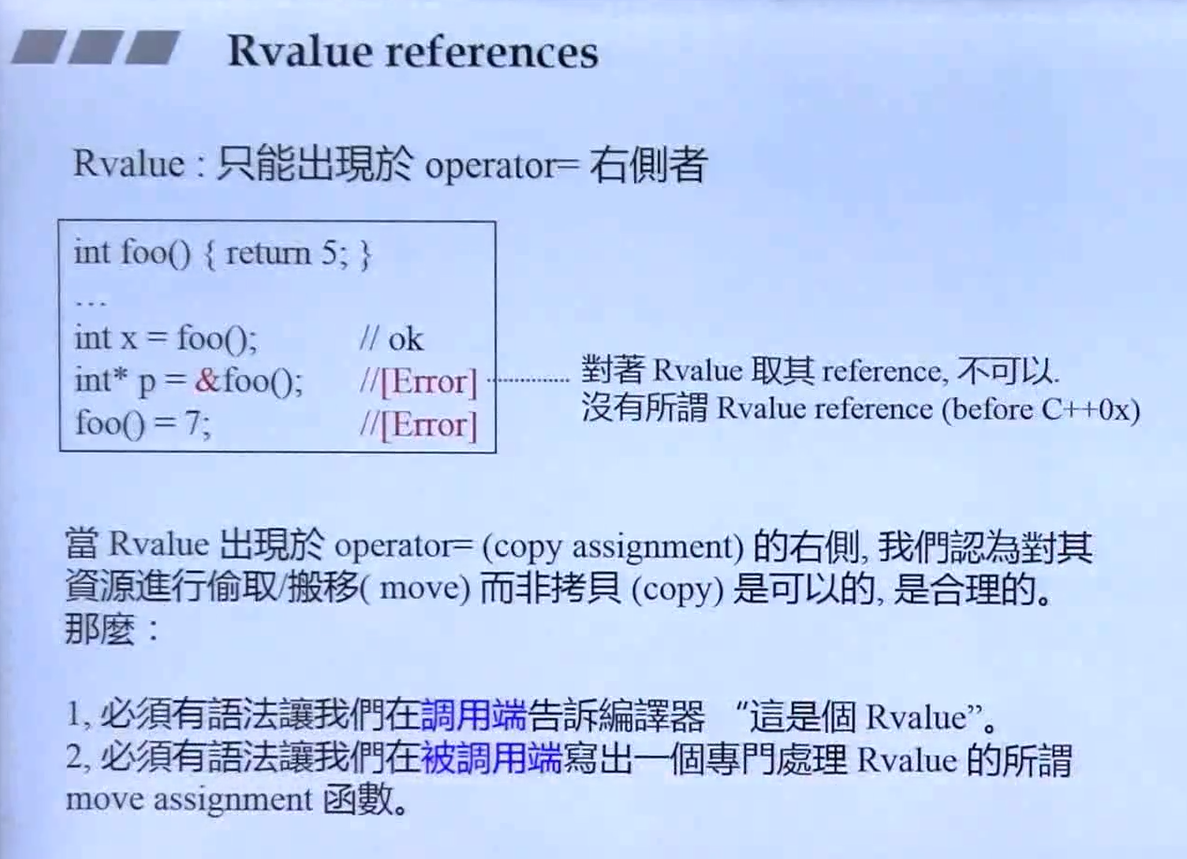 Rvalue references
Rvalue : 只能出現於 operator= 右側者
int foo() { return 5; }
...
int x = foo(); // ok
int* p = &foo(); //[Error]
foo() = 7; //[Error]
對著 Rvalue 取其 reference, 不可以.
沒有所謂 Rvalue reference (before C++0x)
當 Rvalue 出現於 operator= (copy assignment) 的右側, 我們認為對其
資源進行偷取/搬移( move) 而非拷貝 (copy) 是可以的, 是合理的。
那麼：
1, 必須有語法讓我們在調用端告訴編譯器 “這是個 Rvalue”。
2, 必須有語法讓我們在被調用端寫出一個專門處理 Rvalue 的所謂
move assignment 函數。